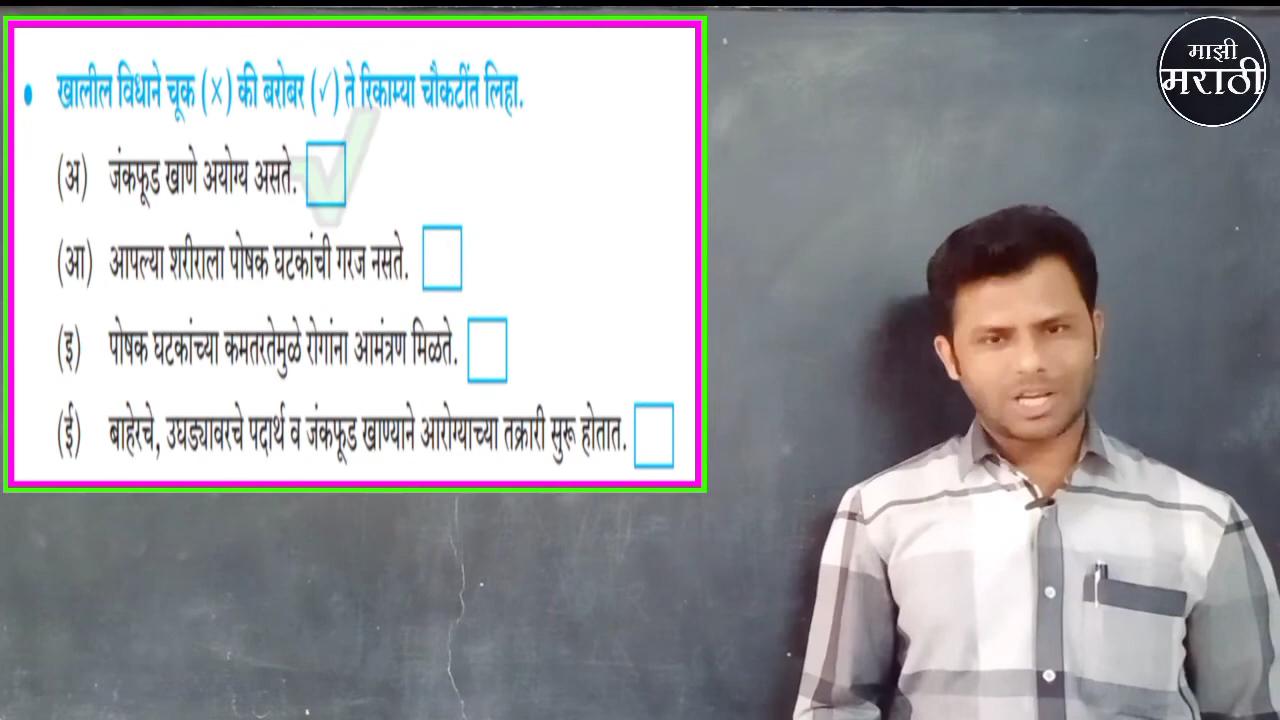 • खालील विधाने चूक (×) की बरोबर (✓) ते रिकाम्या चौकटींत लिहा.
(अ) जंकफूड खाणे अयोग्य असते.
(आ) आपल्या शरीराला पोषक घटकांची गरज नसते.
(इ) पोषक घटकांच्या कमतरतेमुळे रोगांना आमंत्रण मिळते.
(ई) बाहेरचे, उघड्यावरचे पदार्थ व जंकफूड खाण्याने आरोग्याच्या तक्रारी सुरू होतात.
माझी
मराठी